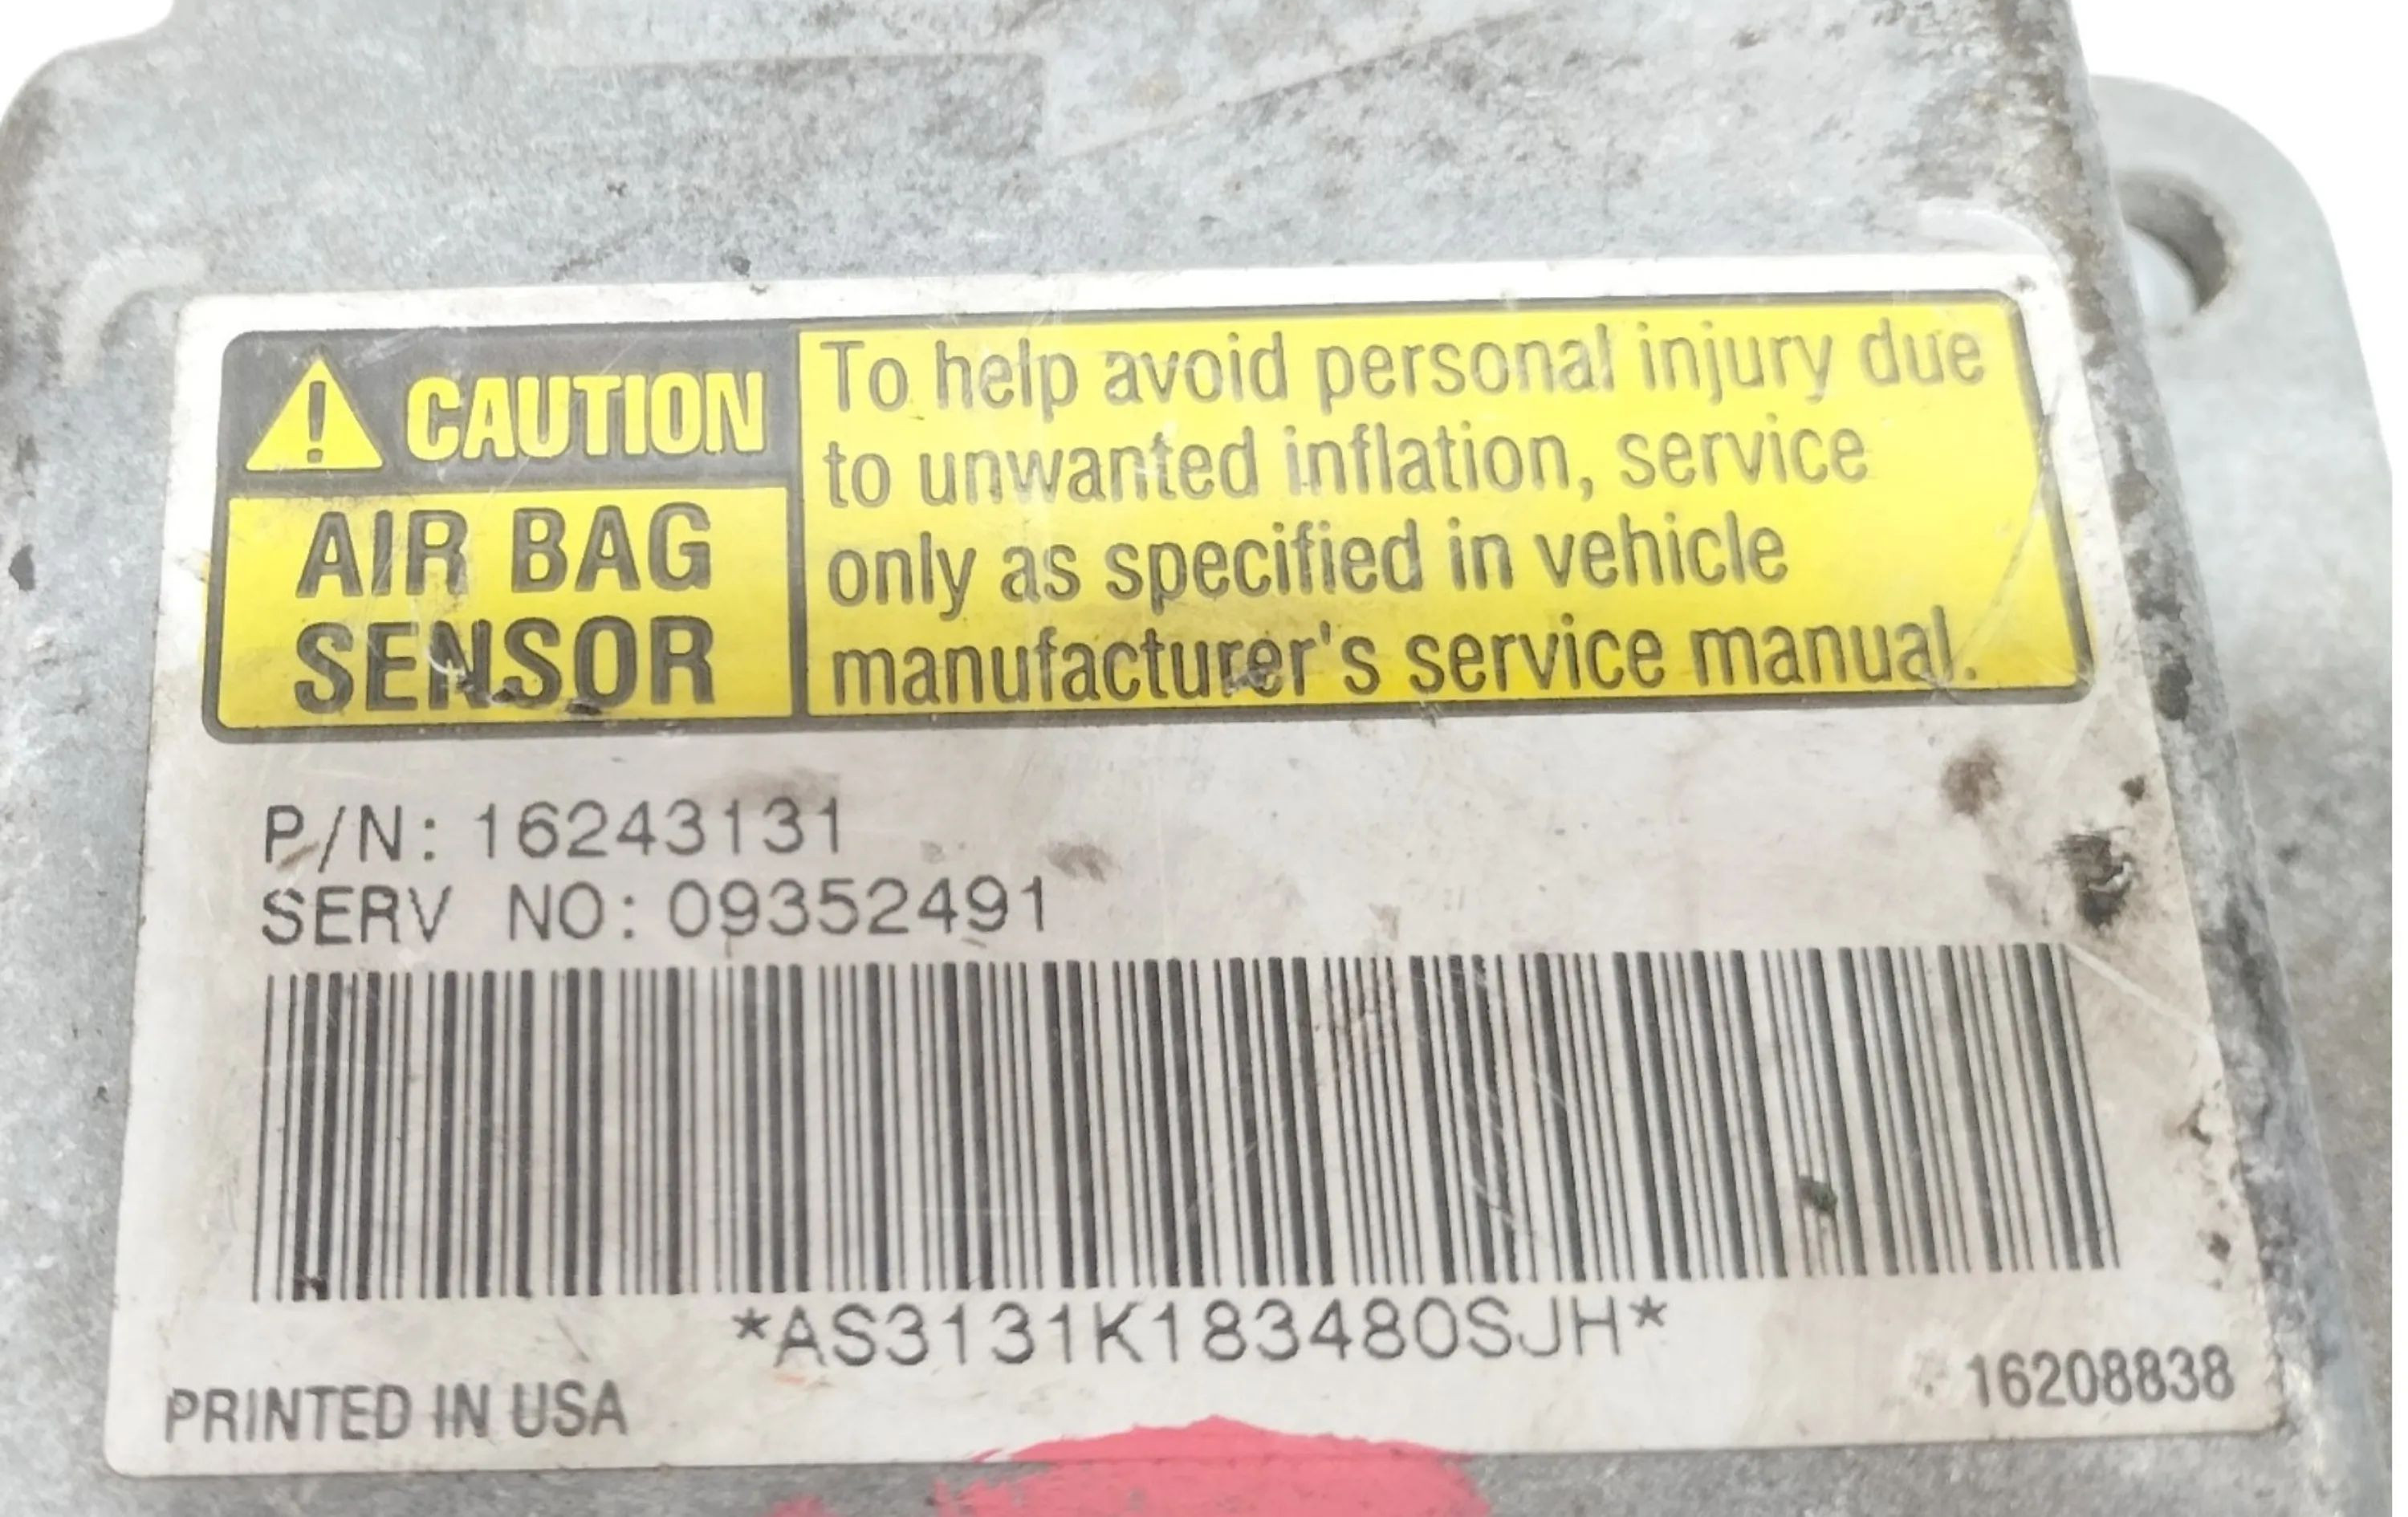 ! CAUTION
AIR BAG
SENSOR
To help avoid personal injury due
to unwanted inflation, service
only as specified in vehicle
manufacturer's service manual.
P/N: 16243131
SERV NO: 09352491
*AS3131K183480SJH*
PRINTED IN USA
16208838